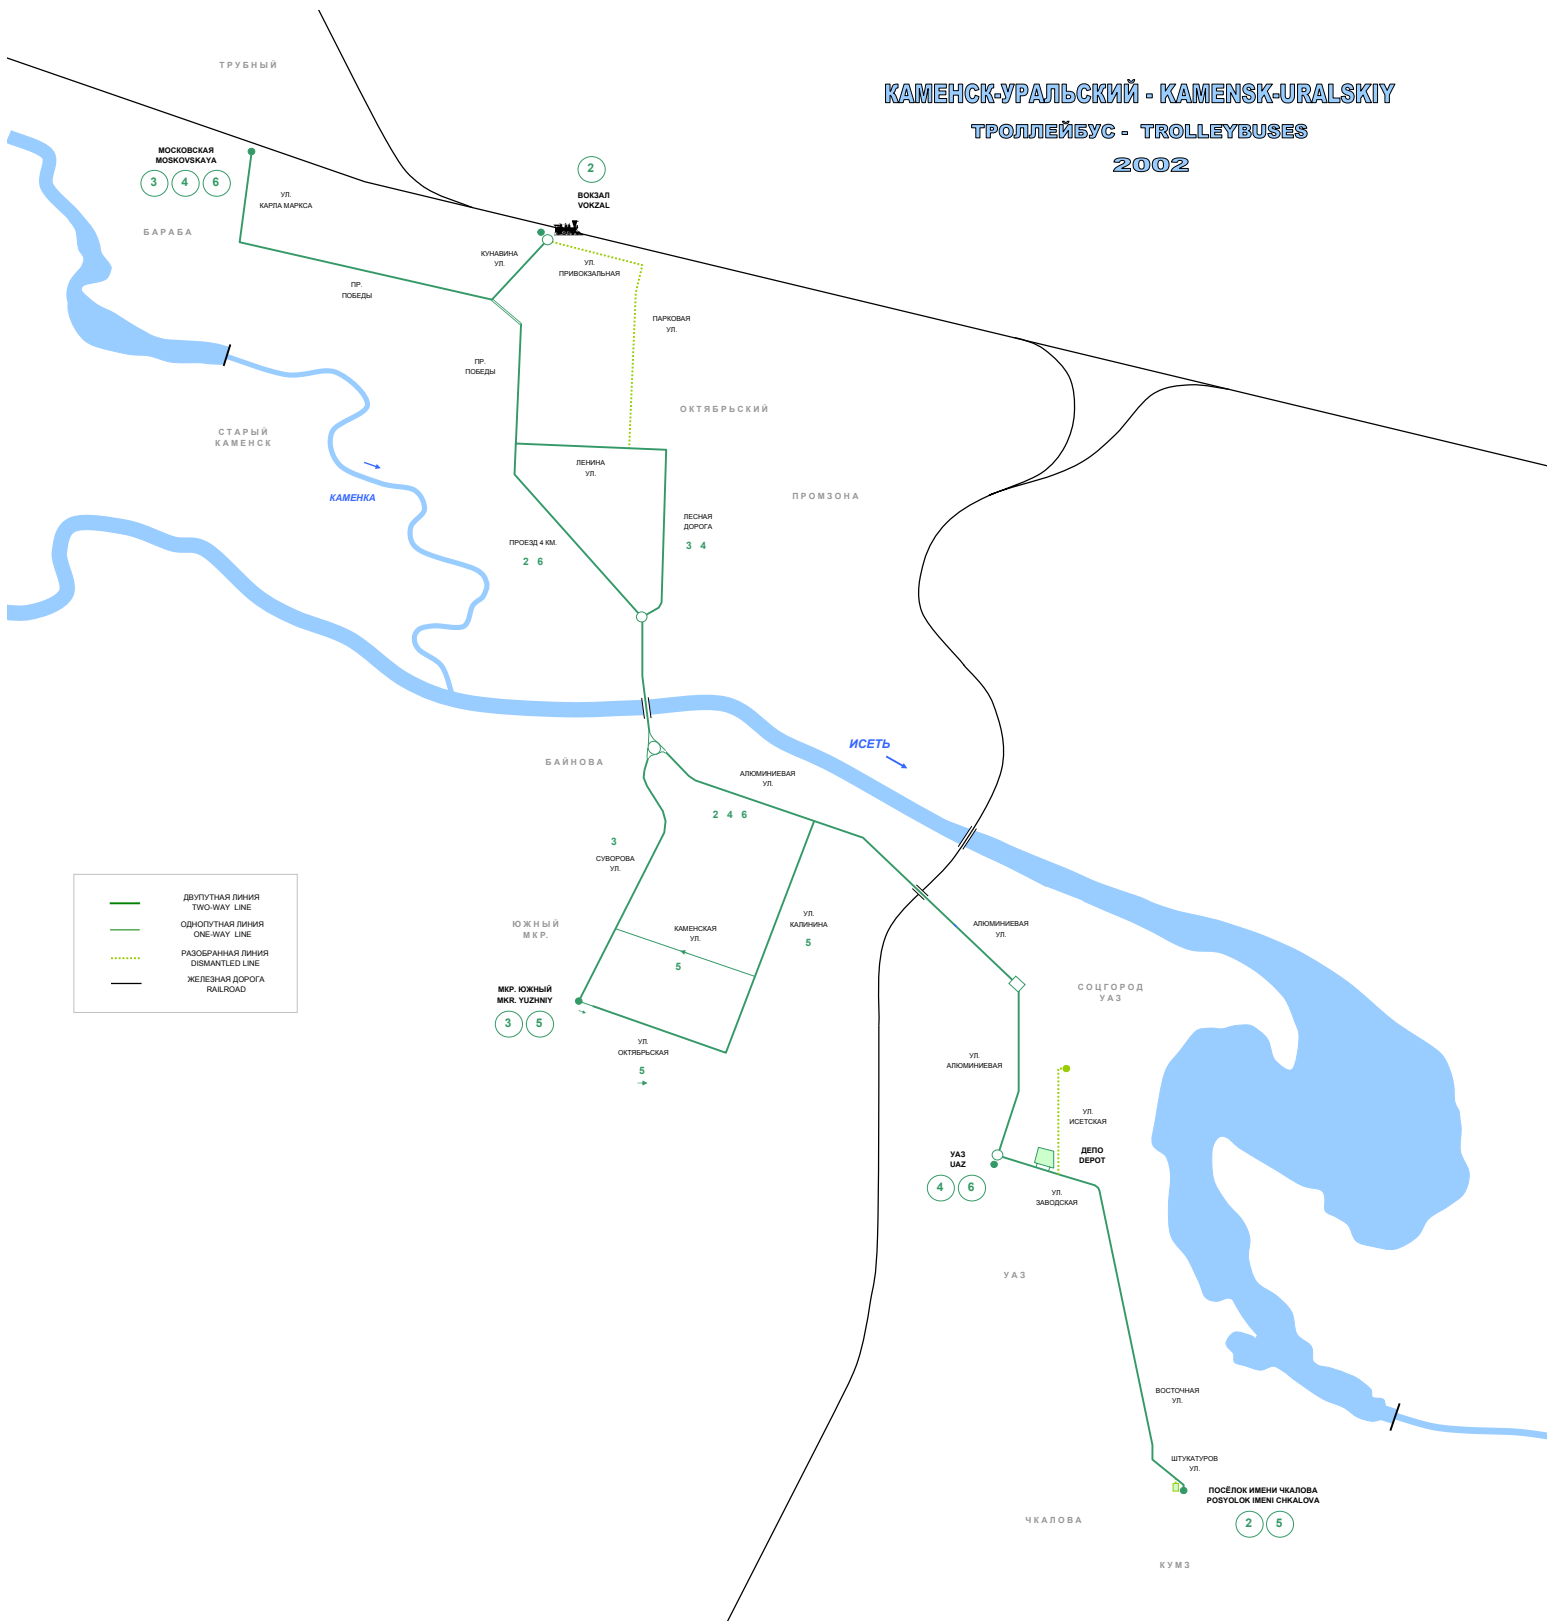 ТРУБНЫЙ
КАМЕНСК-УРАЛЬСКИЙ - KAMENSK-URALSKIY
ТРОЛЛЕЙБУС - TROLLEYBUSES
2002
МОСКОВСКАЯ
MOSKOVSKAYA
3 4 6
2
ВОКЗАЛ
VOKZAL
УЛ.
КАРЛА МАРКСА
БАРАБА
КУНАВИНА
УЛ.
УЛ.
ПРИВОКЗАЛЬНАЯ
ПР.
ПОБЕДЫ
ПАРКОВАЯ
УЛ.
ПР.
ПОБЕДЫ
ОКТЯБРЬСКИЙ
СТАРЫЙ
КАМЕНСК
ЛЕНИНА
УЛ.
КАМЕНКА
ПРОМЗОНА
ЛЕСНАЯ
ДОРОГА
3 4
ПРОЕЗД 4 КМ.
2 6
ИСЕТЬ
БАЙНОВА
АЛЮМИНИЕВАЯ
УЛ.
2 4 6
3
СУВОРОВА
УЛ.
ДВУПУТНАЯ ЛИНИЯ
TWO-WAY LINE
ОДНОПУТНАЯ ЛИНИЯ
ONE-WAY LINE
РАЗОБРАННАЯ ЛИНИЯ
DISMANTLED LINE
ЖЕЛЕЗНАЯ ДОРОГА
RAILROAD
ЮЖНЫЙ
МКР.
КАМЕНСКАЯ
УЛ.
5
УЛ.
КАЛИНИНА
5
АЛЮМИНИЕВАЯ
УЛ.
МКР. ЮЖНЫЙ
MKR. YUZHNIY
3 5
СОЦГОРОД
УАЗ
УЛ.
ОКТЯБРЬСКАЯ
5
УЛ.
АЛЮМИНИЕВАЯ
УЛ.
ИСЕТСКАЯ
УАЗ
UAZ
4 6
ДЕПО
DEPOT
УЛ.
ЗАВОДСКАЯ
УАЗ
ВОСТОЧНАЯ
УЛ.
ШТУКАТУРОВ
УЛ.
ПОСЁЛОК ИМЕНИ ЧКАЛОВА
POSYOLOK IMENI CHKALOVA
2 5
ЧКАЛОВА
КУМЗ